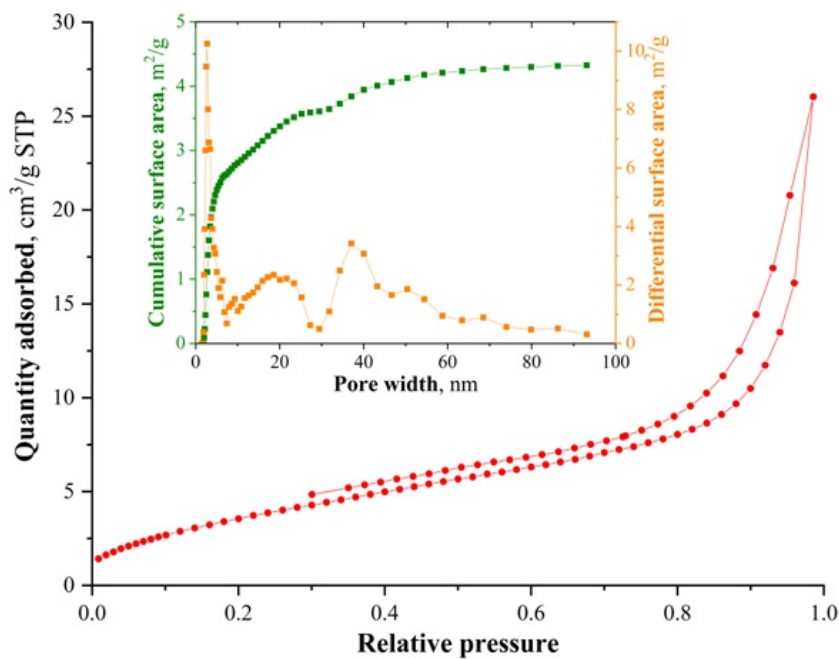 Quantity adsorbed, cm³/g STP
30
25
20
15
10
5
0
0.0 0.2 0.4 0.6 0.8 1.0
Relative pressure
Cumulative surface area, m²/g
5
4
3
2
1
0
0 20 40 60 80 100
Pore width, nm
10
8
6
4
2
0
Differential surface area, m²/g